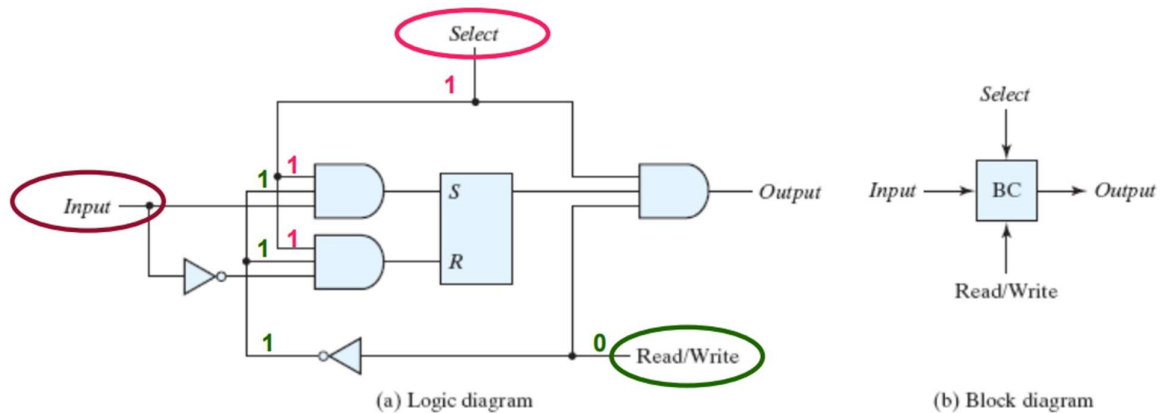 Select
1
1
1
Input
1
1
1
0
S
R
Output
Read/Write
(a) Logic diagram
Select
Input
BC
Output
Read/Write
(b) Block diagram